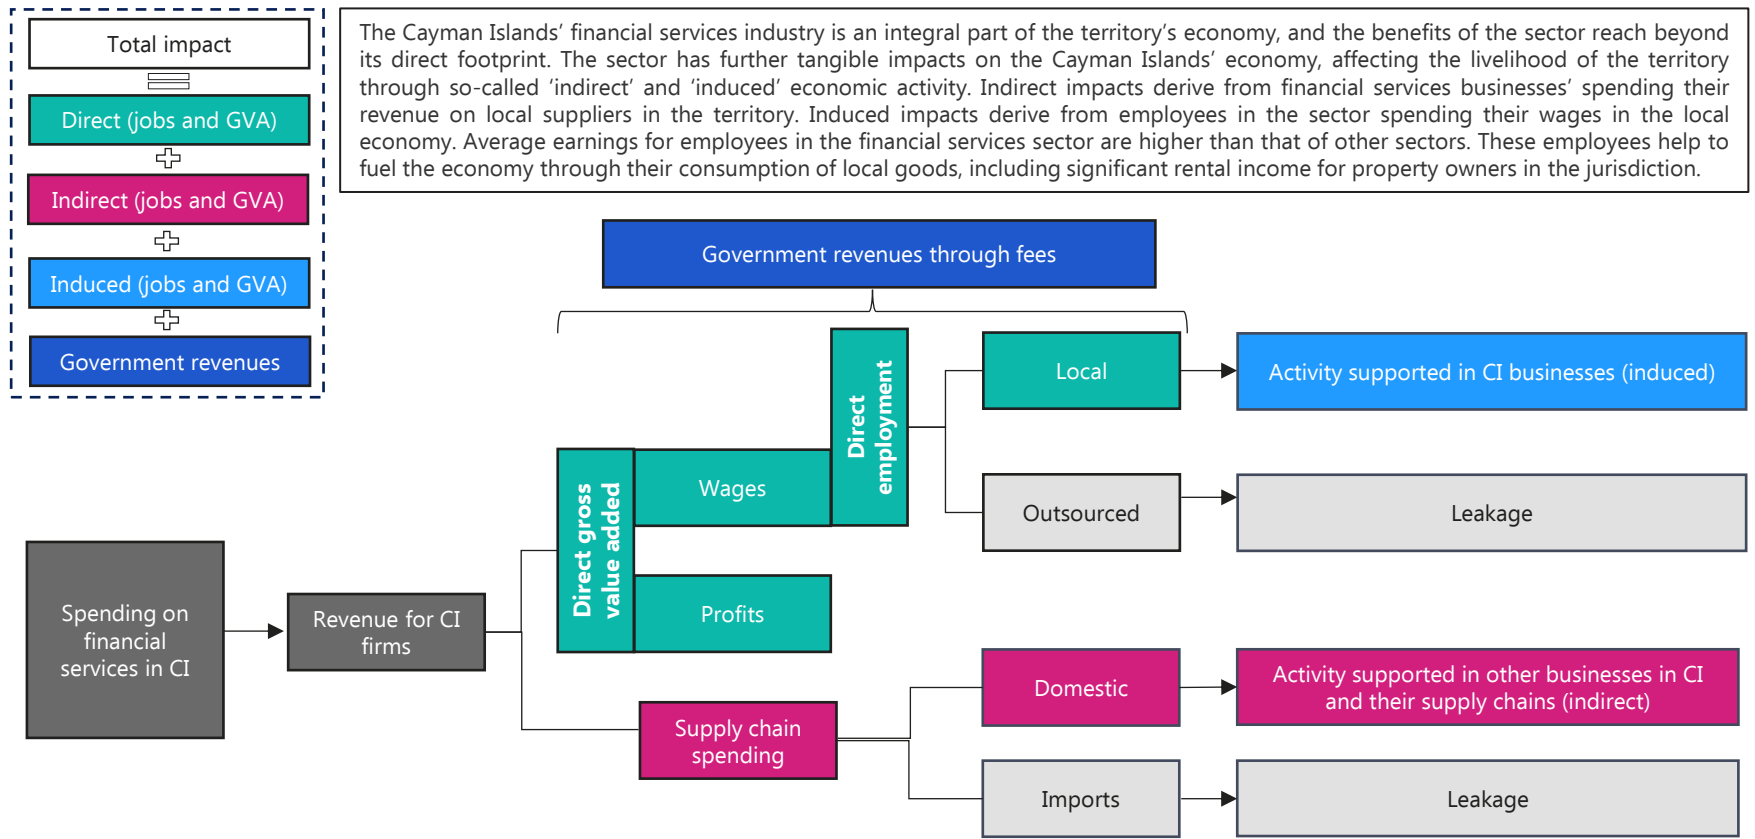 Total impact
Direct (jobs and GVA)
Indirect (jobs and GVA)
Induced (jobs and GVA)
Government revenues
The Cayman Islands’ financial services industry is an integral part of the territory’s economy, and the benefits of the sector reach beyond
its direct footprint. The sector has further tangible impacts on the Cayman Islands’ economy, affecting the livelihood of the territory
through so-called ‘indirect’ and ‘induced’ economic activity. Indirect impacts derive from financial services businesses’ spending their
revenue on local suppliers in the territory. Induced impacts derive from employees in the sector spending their wages in the local
economy. Average earnings for employees in the financial services sector are higher than that of other sectors. These employees help to
fuel the economy through their consumption of local goods, including significant rental income for property owners in the jurisdiction.
Government revenues through fees
Spending on
financial
services in CI
Revenue for CI
firms
Direct gross
value added
Wages
Profits
Direct
employment
Local
Activity supported in CI businesses (induced)
Outsourced
Leakage
Supply chain
spending
Domestic
Activity supported in other businesses in CI
and their supply chains (indirect)
Imports
Leakage